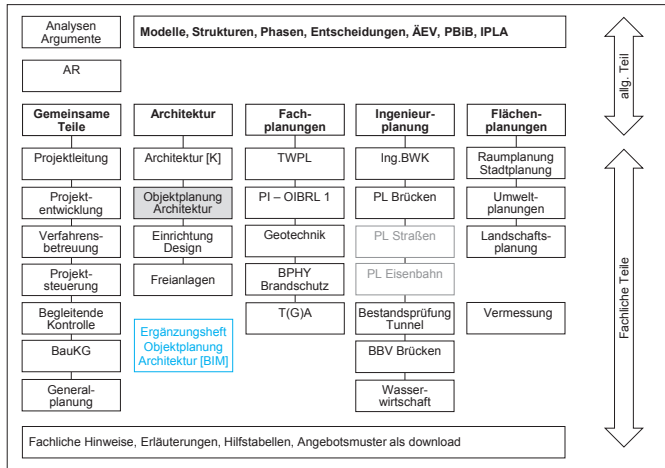 Analysen
Argumente
Modelle, Strukturen, Phasen, Entscheidungen, ÄEV, PBiB, IPLA
allg. Teil
AR
Gemeinsame
Teile
Architektur
Fach-
planungen
Ingenieur-
planung
Flächen-
planungen
Projektleitung
Architektur [K]
TWPL
Ing.BWK
Raumplanung
Stadtplanung
Projekt-
entwicklung
Objektplanung
Architektur
PI – OIBRL 1
PL Brücken
Umwelt-
planungen
Verfahrens-
betreuung
Einrichtung
Design
Geotechnik
PL Straßen
Landschafts-
planung
Projekt-
steuerung
Freianlagen
BPHY
Brandschutz
PL Eisenbahn
Begleitende
Kontrolle
Ergänzungsheft
Objektplanung
Architektur [BIM]
T(G)A
Bestandsprüfung
Tunnel
Vermessung
BauKG
BBV Brücken
General-
planung
Wasser-
wirtschaft
Fachliche Teile
Fachliche Hinweise, Erläuterungen, Hilfstabellen, Angebotsmuster als download